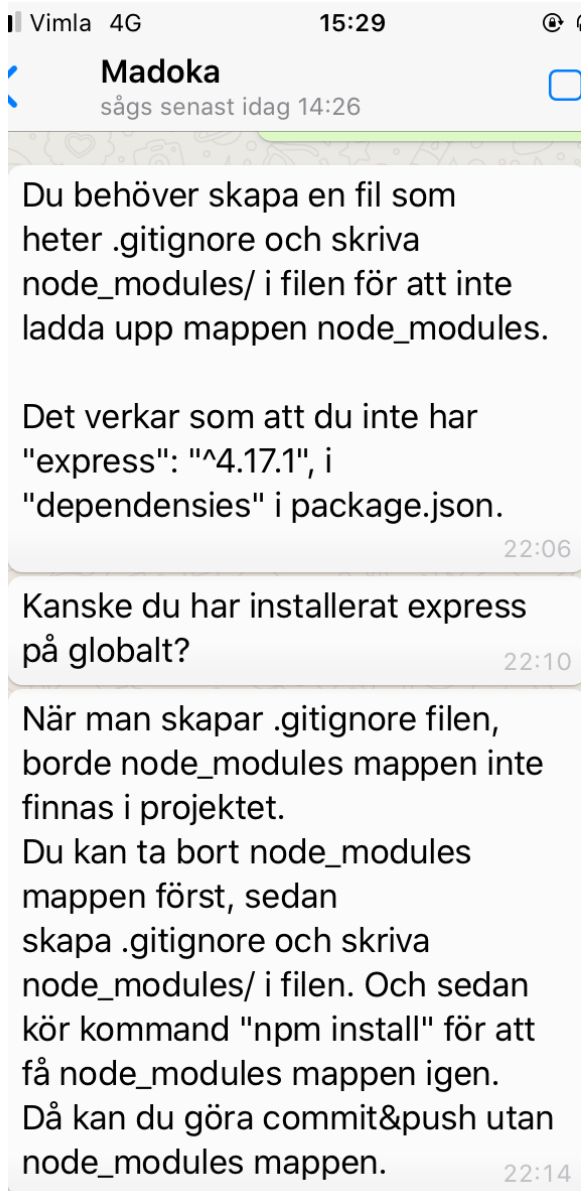 Vimla 4G 15:29
Madoka
sågs senast idag 14:26
Du behöver skapa en fil som
heter .gitignore och skriva
node_modules/ i filen för att inte
ladda upp mappen node_modules.
Det verkar som att du inte har
"express": "^4.17.1", i
"dependensies" i package.json.
22:06
Kanske du har installerat express
på globalt?
22:10
När man skapar .gitignore filen,
borde node_modules mappen inte
finnas i projektet.
Du kan ta bort node_modules
mappen först, sedan
skapa .gitignore och skriva
node_modules/ i filen. Och sedan
kör kommand "npm install" för att
få node_modules mappen igen.
Då kan du göra commit&push utan
node_modules mappen.
22:14